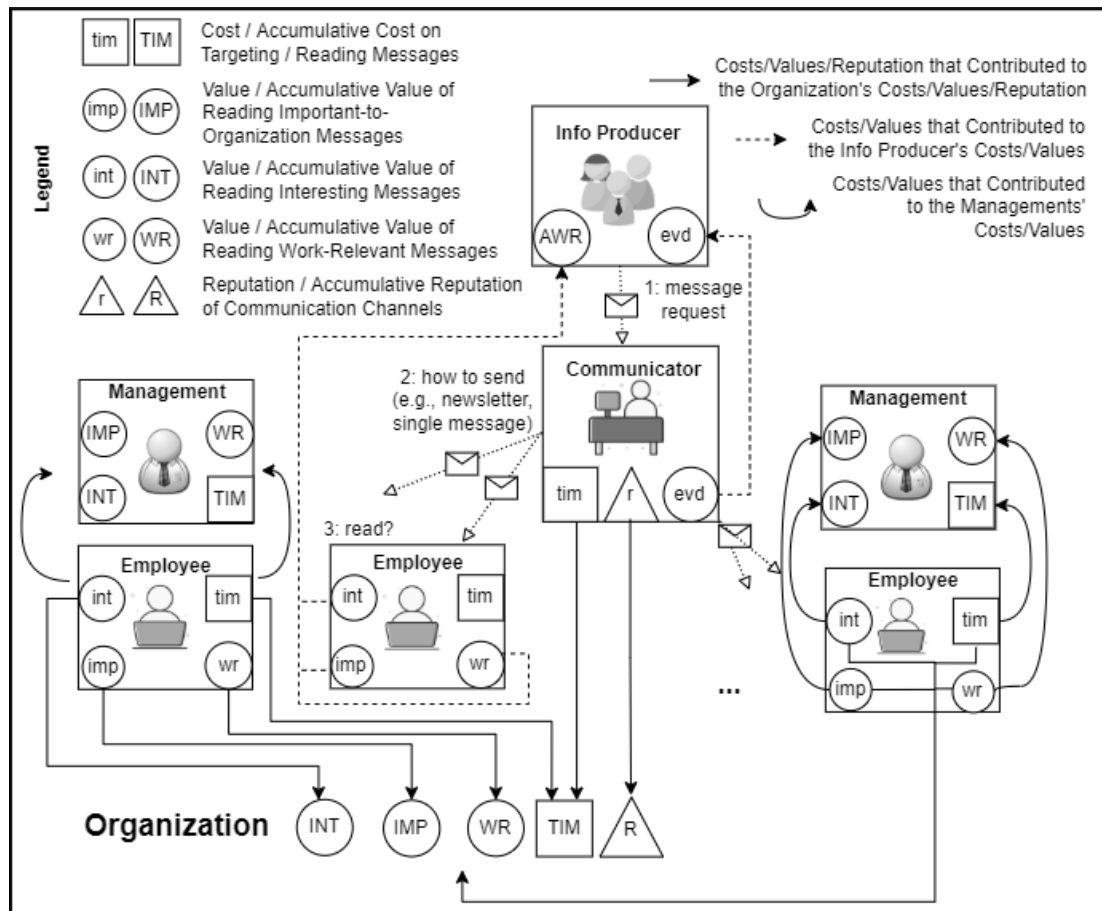 Legend
tim TIM
Cost / Accumulative Cost on
Targeting / Reading Messages
imp IMP
Value / Accumulative Value of
Reading Important-to-
Organization Messages
int INT
Value / Accumulative Value of
Reading Interesting Messages
wr WR
Value / Accumulative Value of
Reading Work-Relevant Messages
r R
Reputation / Accumulative Reputation
of Communication Channels
Costs/Values/Reputation that Contributed to
the Organization's Costs/Values/Reputation
Costs/Values that Contributed to
the Info Producer's Costs/Values
Costs/Values that Contributed
to the Managements'
Costs/Values
Info Producer
AWR evd
1: message
request
Communicator
tim r evd
2: how to send
(e.g., newsletter,
single message)
Management
IMP WR
INT TIM
Employee
int tim
imp wr
3: read?
Employee
int tim
imp wr
...
Management
IMP WR
INT TIM
Employee
int tim
imp wr
Organization INT IMP WR TIM R